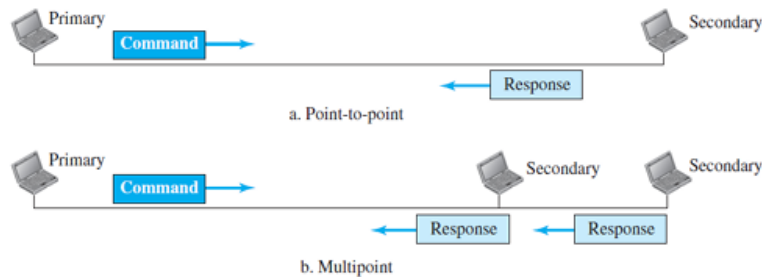 Primary
Secondary
Command
Response
a. Point-to-point
Primary
Secondary
Secondary
Command
Response
Response
b. Multipoint